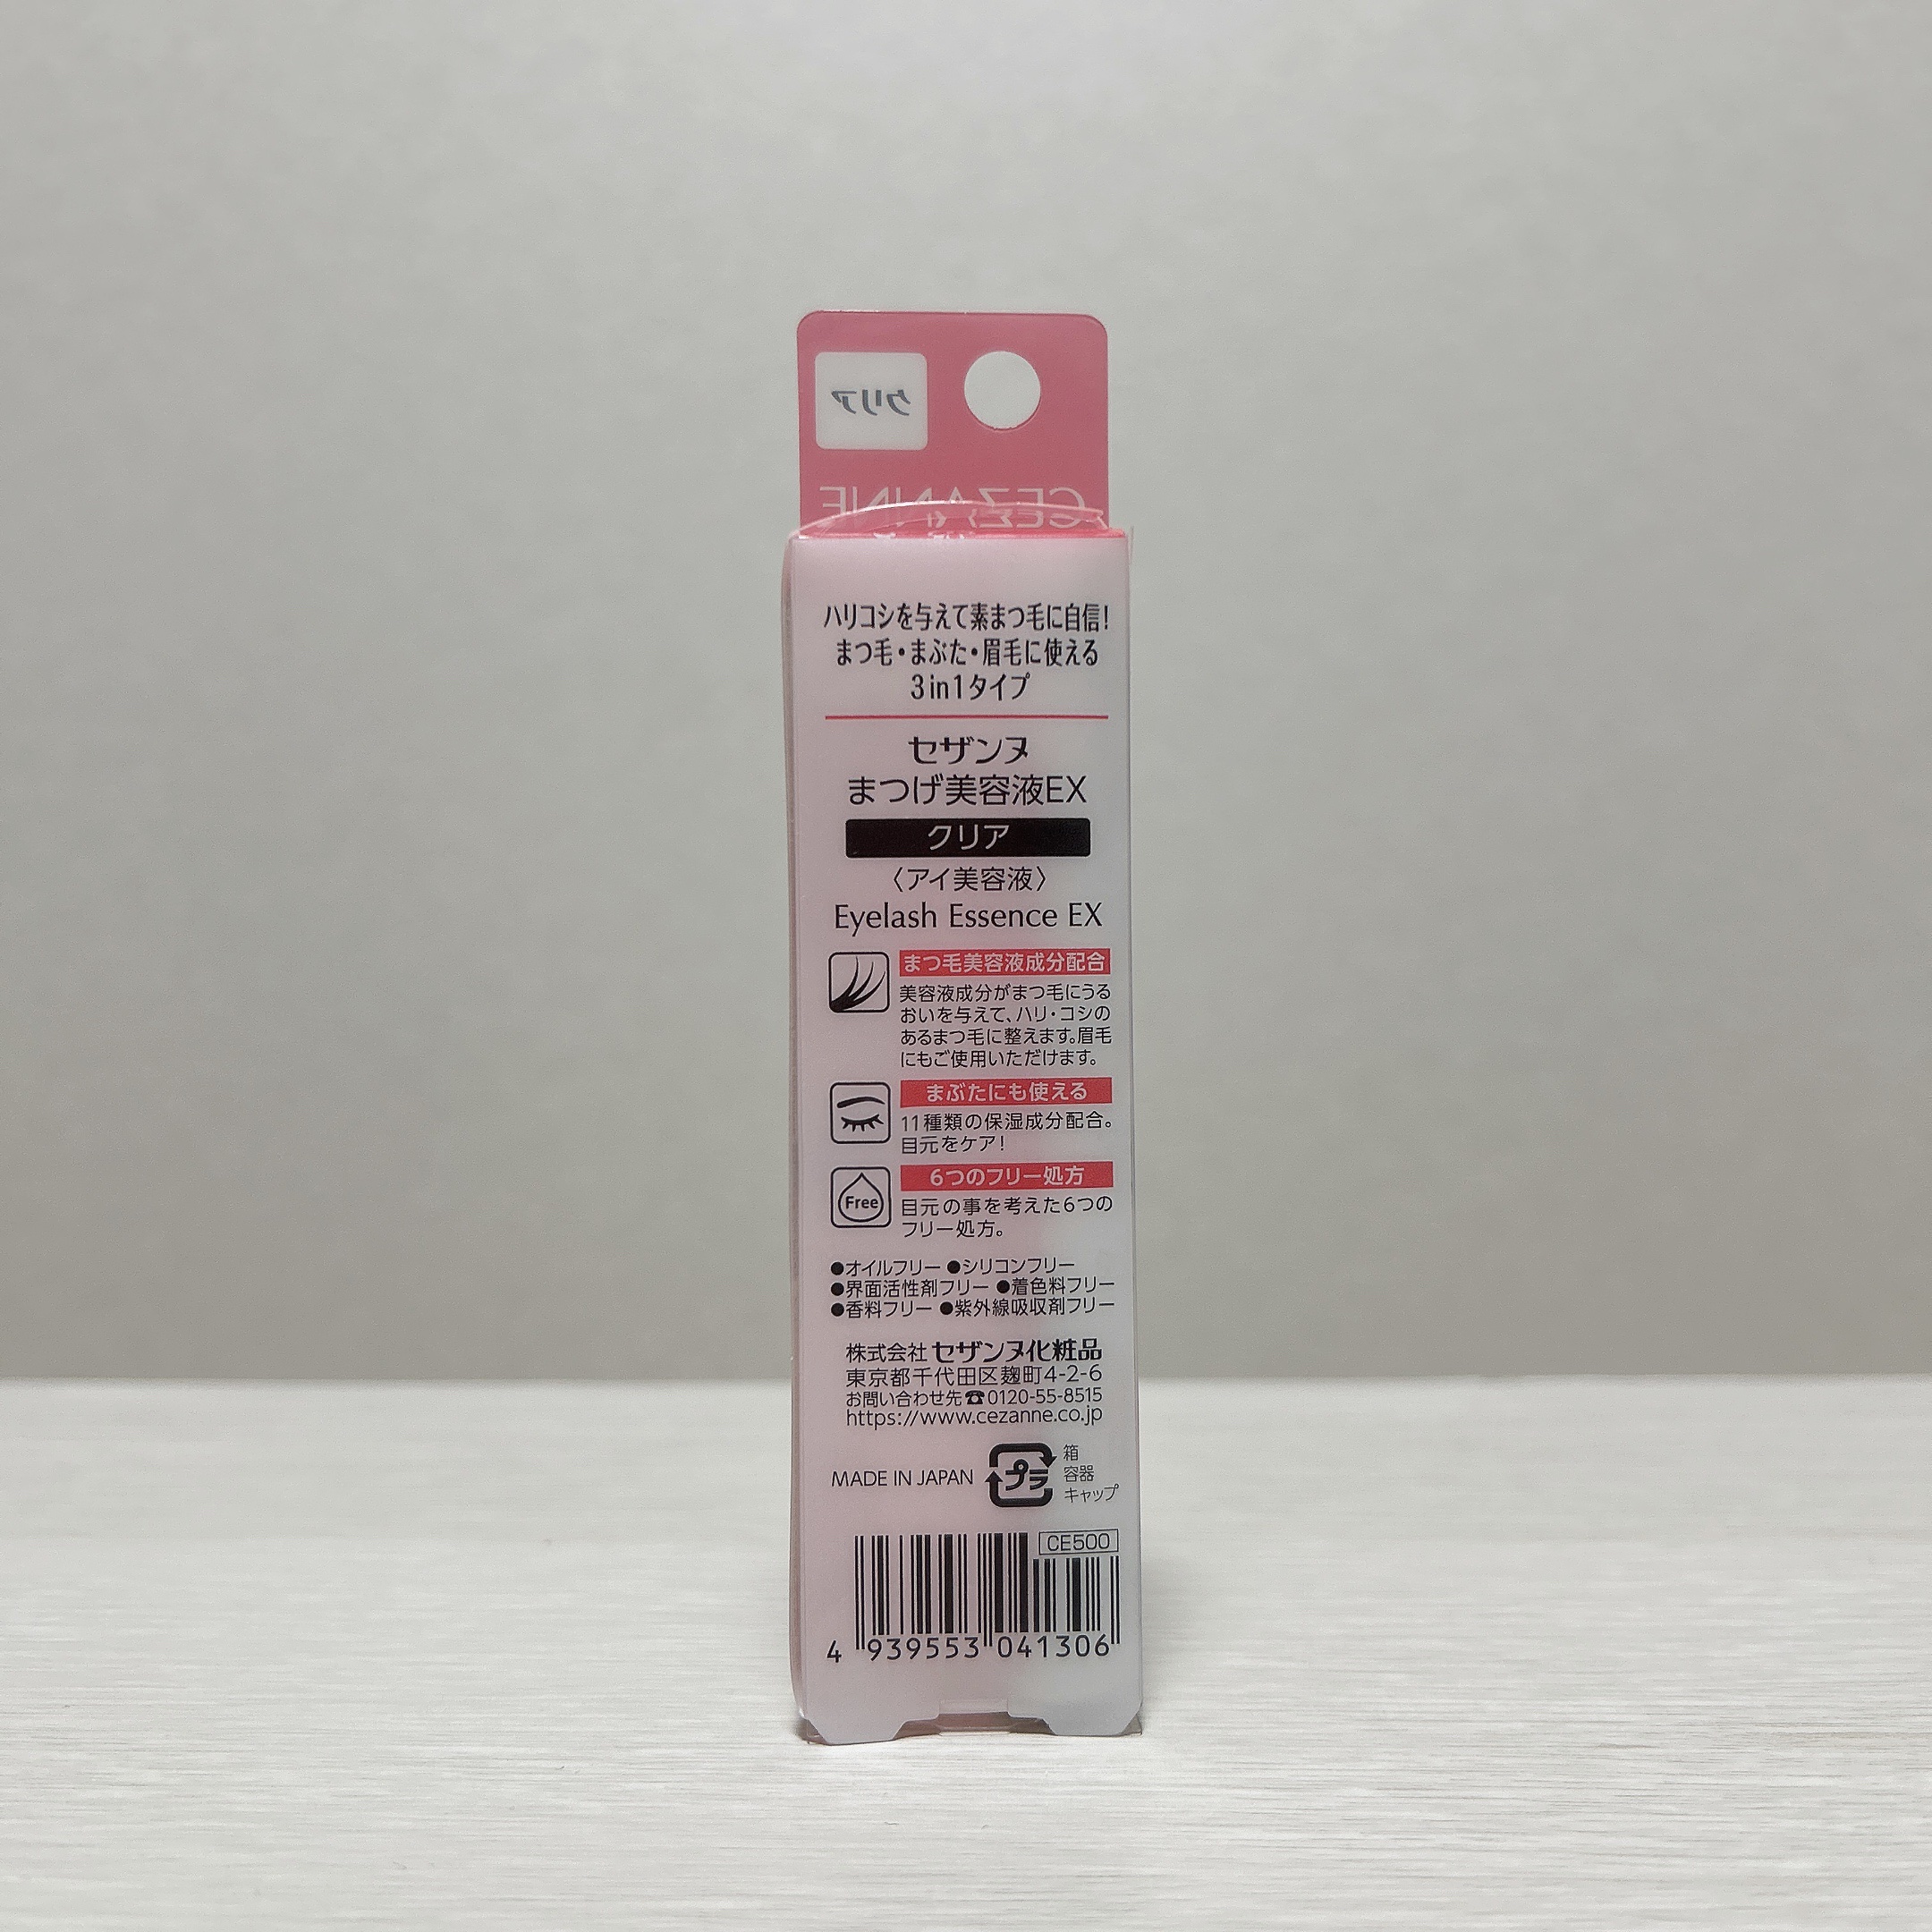 クリア
CEZANNE
ハリコシを与えて素まつ毛に自信!
まつ毛・まぶた・眉毛に使える
3in1タイプ
セザンヌ
まつげ美容液EX
クリア
〈アイ美容液〉
Eyelash Essence EX
まつ毛美容液成分配合
美容液成分がまつ毛にうる
おいを与えて、ハリ・コシの
あるまつ毛に整えます。眉毛
にもご使用いただけます。
まぶたにも使える
11種類の保湿成分配合。
目元をケア!
Free
6つのフリー処方
目元の事を考えた6つの
フリー処方。
●オイルフリー ●シリコンフリー
●界面活性剤フリー ●着色料フリー
●香料フリー ●紫外線吸収剤フリー
株式会社セザンヌ化粧品
東京都千代田区麹町4-2-6
お問い合わせ先☎0120-55-8515
https://www.cezanne.co.jp
MADE IN JAPAN
プラ
箱
容器
キャップ
CE500
4 939553 041306